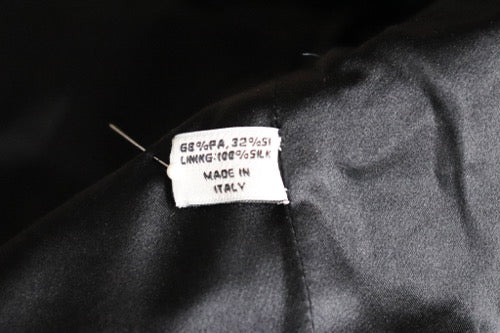 68%PA, 32%SI
LINING:100%SILK
MADE IN
ITALY